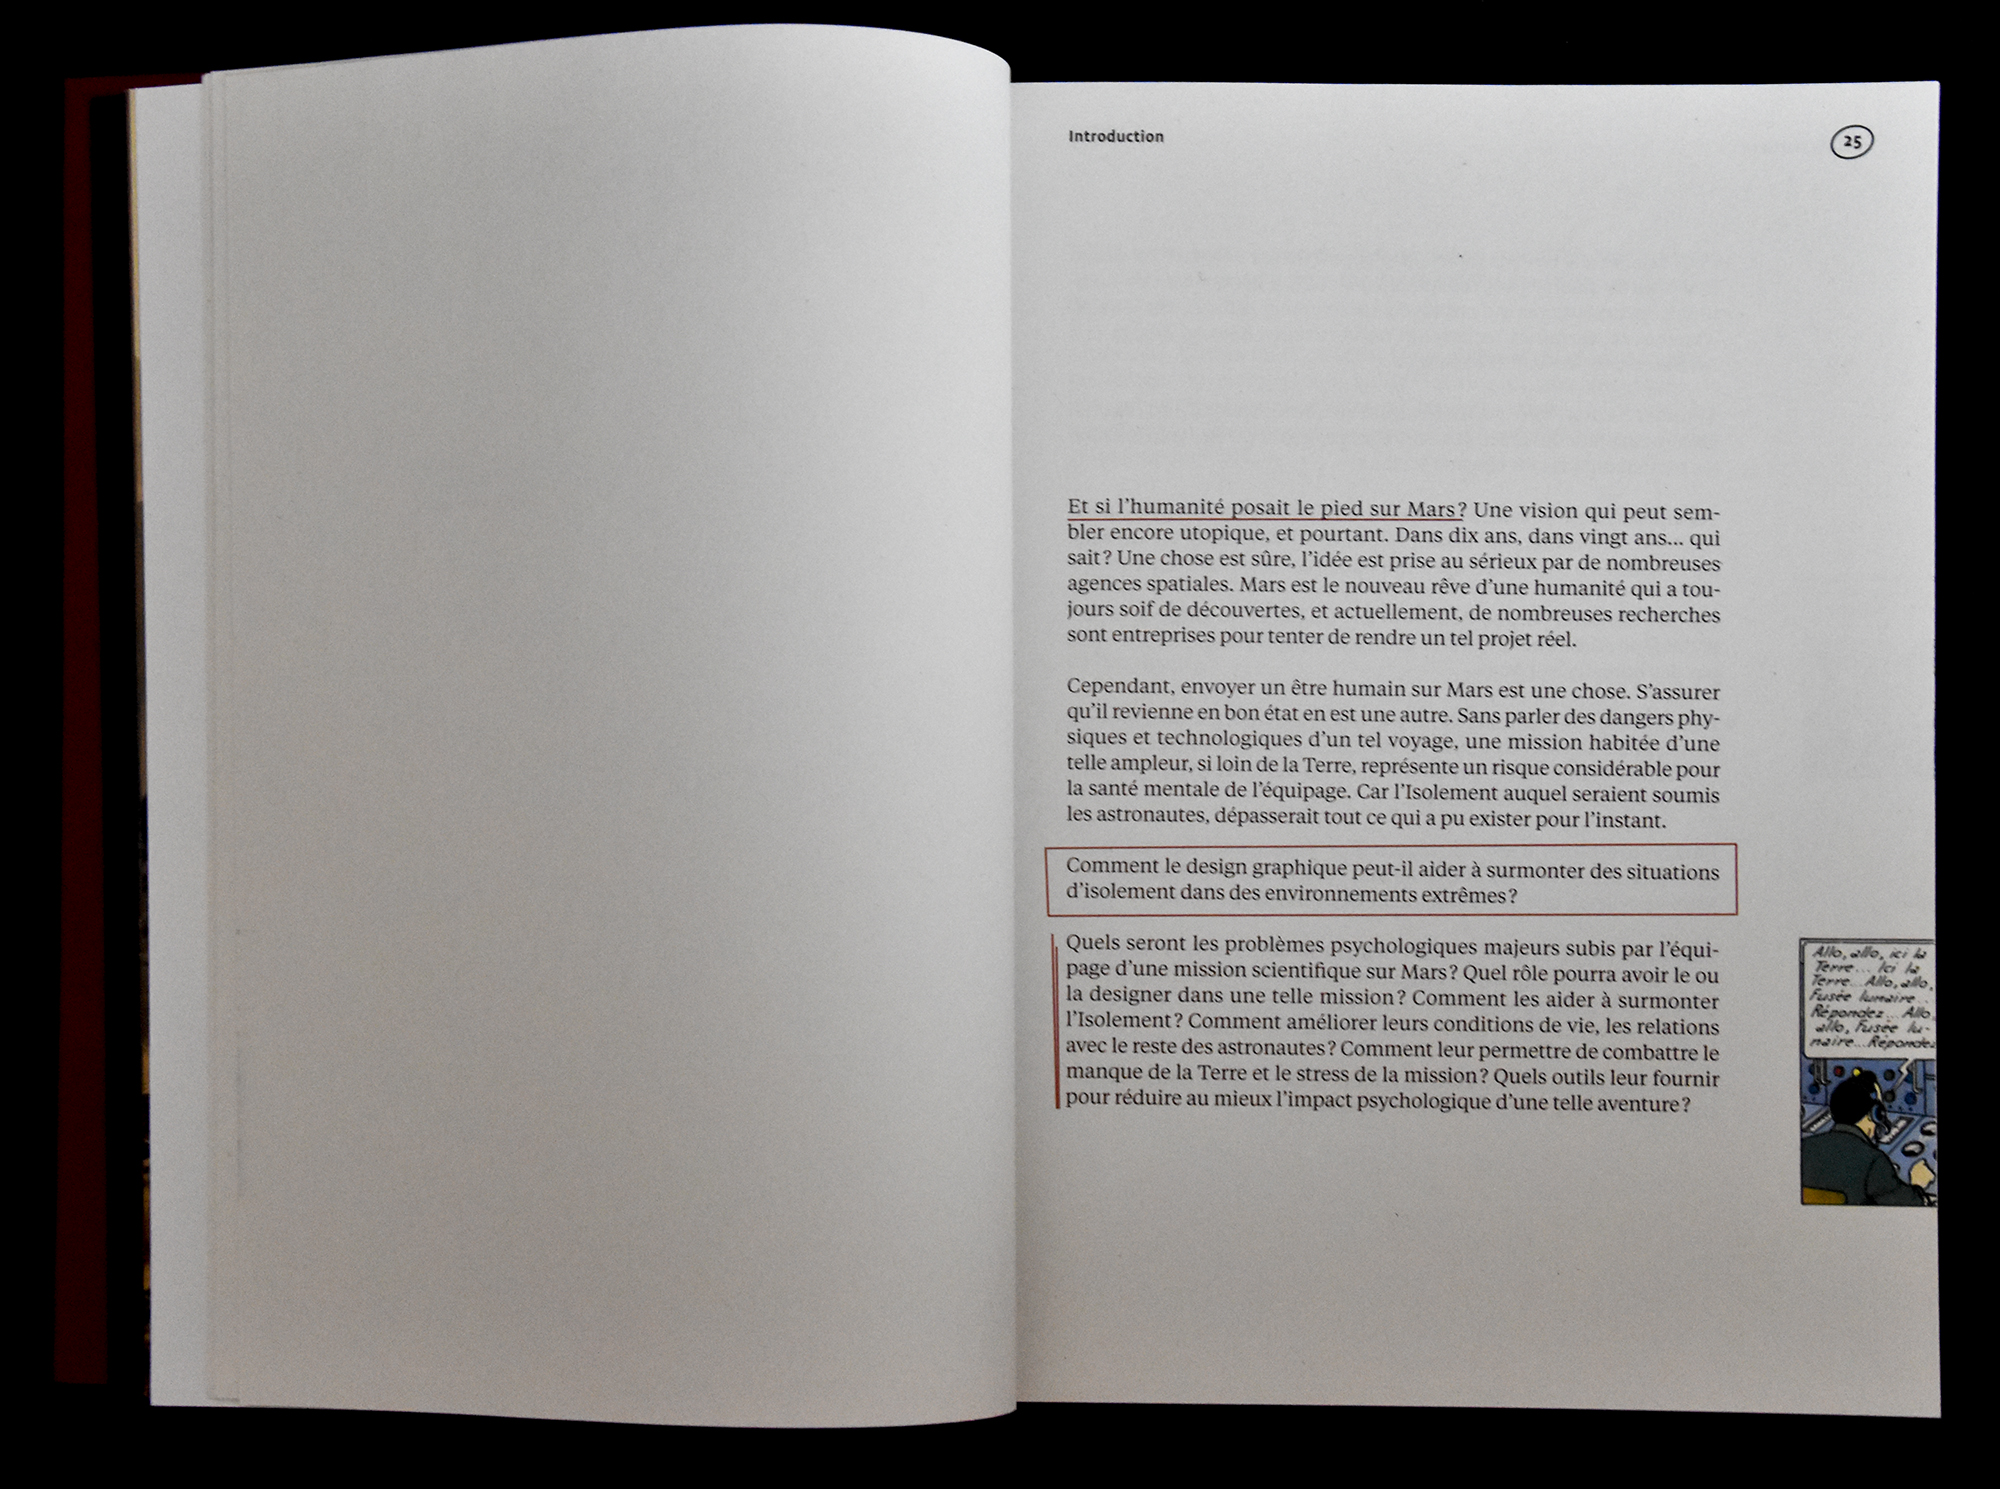 Introduction
25
Et si l'humanité posait le pied sur Mars ? Une vision qui peut sem-
bler encore utopique, et pourtant. Dans dix ans, dans vingt ans... qui
sait ? Une chose est sûre, l'idée est prise au sérieux par de nombreuses
agences spatiales. Mars est le nouveau rêve d'une humanité qui a tou-
jours soif de découvertes, et actuellement, de nombreuses recherches
sont entreprises pour tenter de rendre un tel projet réel.
Cependant, envoyer un être humain sur Mars est une chose. S'assurer
qu'il revienne en bon état en est une autre. Sans parler des dangers phy-
siques et technologiques d'un tel voyage, une mission habitée d'une
telle ampleur, si loin de la Terre, représente un risque considérable pour
la santé mentale de l'équipage. Car l'Isolement auquel seraient soumis
les astronautes, dépasserait tout ce qui a pu exister pour l'instant.
Comment le design graphique peut-il aider à surmonter des situations
d'isolement dans des environnements extrêmes ?
Quels seront les problèmes psychologiques majeurs subis par l'équi-
page d'une mission scientifique sur Mars ? Quel rôle pourra avoir le ou
la designer dans une telle mission ? Comment les aider à surmonter
l'Isolement ? Comment améliorer leurs conditions de vie, les relations
avec le reste des astronautes ? Comment leur permettre de combattre le
manque de la Terre et le stress de la mission ? Quels outils leur fournir
pour réduire au mieux l'impact psychologique d'une telle aventure ?
Allo, allo, ici la
Terre... Ici la
Terre... Allo, allo,
Fusée lunaire...
Répondez... Allo
allo, Fusée lu-
naire... Répondez